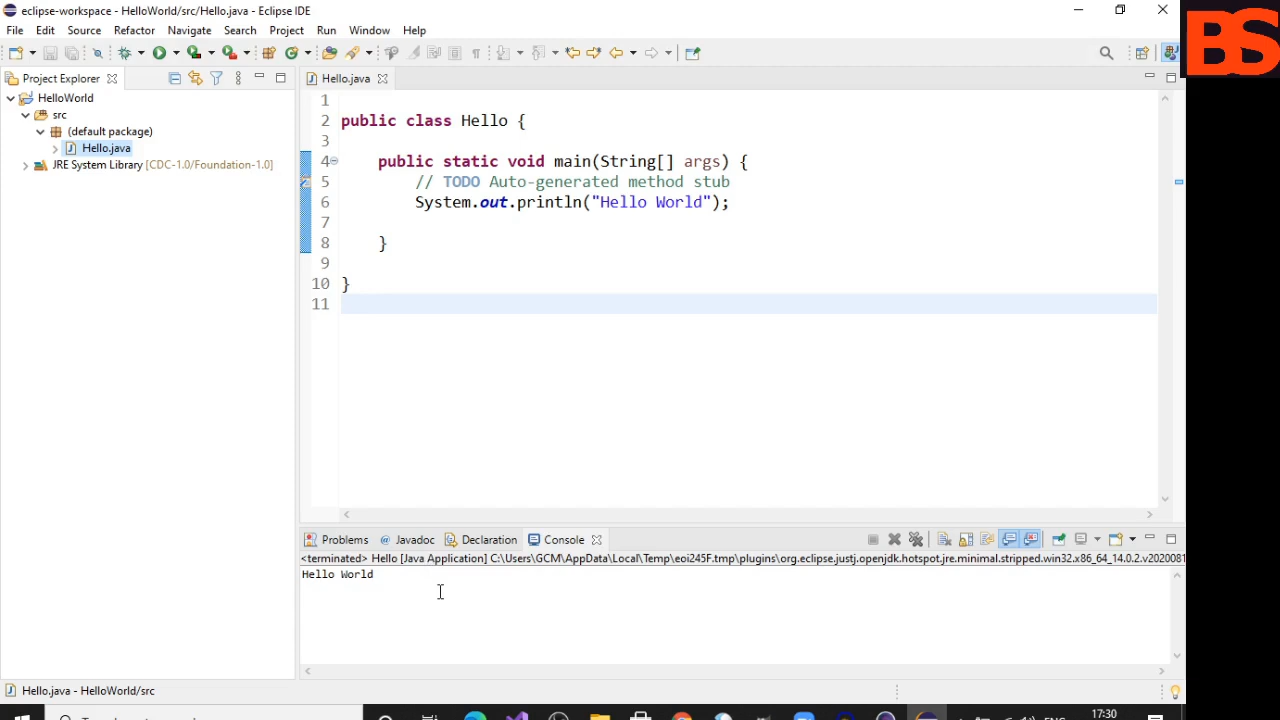 eclipse-workspace - HelloWorld/src/Hello.java - Eclipse IDE
BS
File Edit Source Refactor Navigate Search Project Run Window Help
Project Explorer
Hello.java
HelloWorld
src
(default package)
Hello.java
JRE System Library [CDC-1.0/Foundation-1.0]
1
2 public class Hello {
3
4 public static void main(String[] args) {
5 // TODO Auto-generated method stub
6 System.out.println("Hello World");
7
8 }
9
10 }
11
Problems @ Javadoc Declaration Console
<terminated> Hello [Java Application] C:\Users\GCM\AppData\Local\Temp\eoi245F.tmp\plugins\org.eclipse.justj.openjdk.hotspot.jre.minimal.stripped.win32.x86_64_14.0.2.v2020081
Hello World
Hello.java - HelloWorld/src
17:30